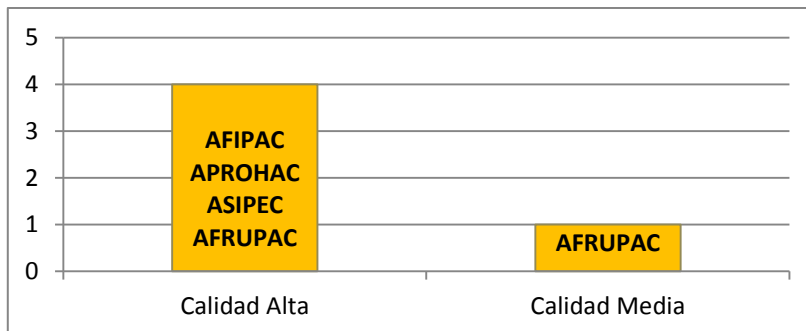 5
4
3
2
1
0
AFIPAC
APROHAC
ASIPEC
AFRUPAC
AFRUPAC
Calidad Alta
Calidad Media